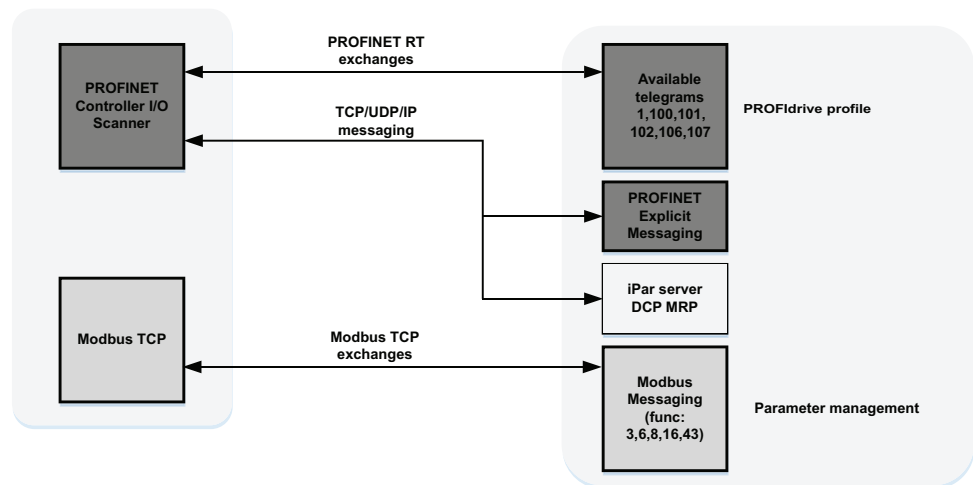 PROFINET
Controller I/O
Scanner
PROFINET RT
exchanges
TCP/UDP/IP
messaging
Available
telegrams
1,100,101,
102,106,107
PROFIdrive profile
PROFINET
Explicit
Messaging
iPar server
DCP MRP
Modbus TCP
Modbus TCP
exchanges
Modbus
Messaging
(func:
3,6,8,16,43)
Parameter management